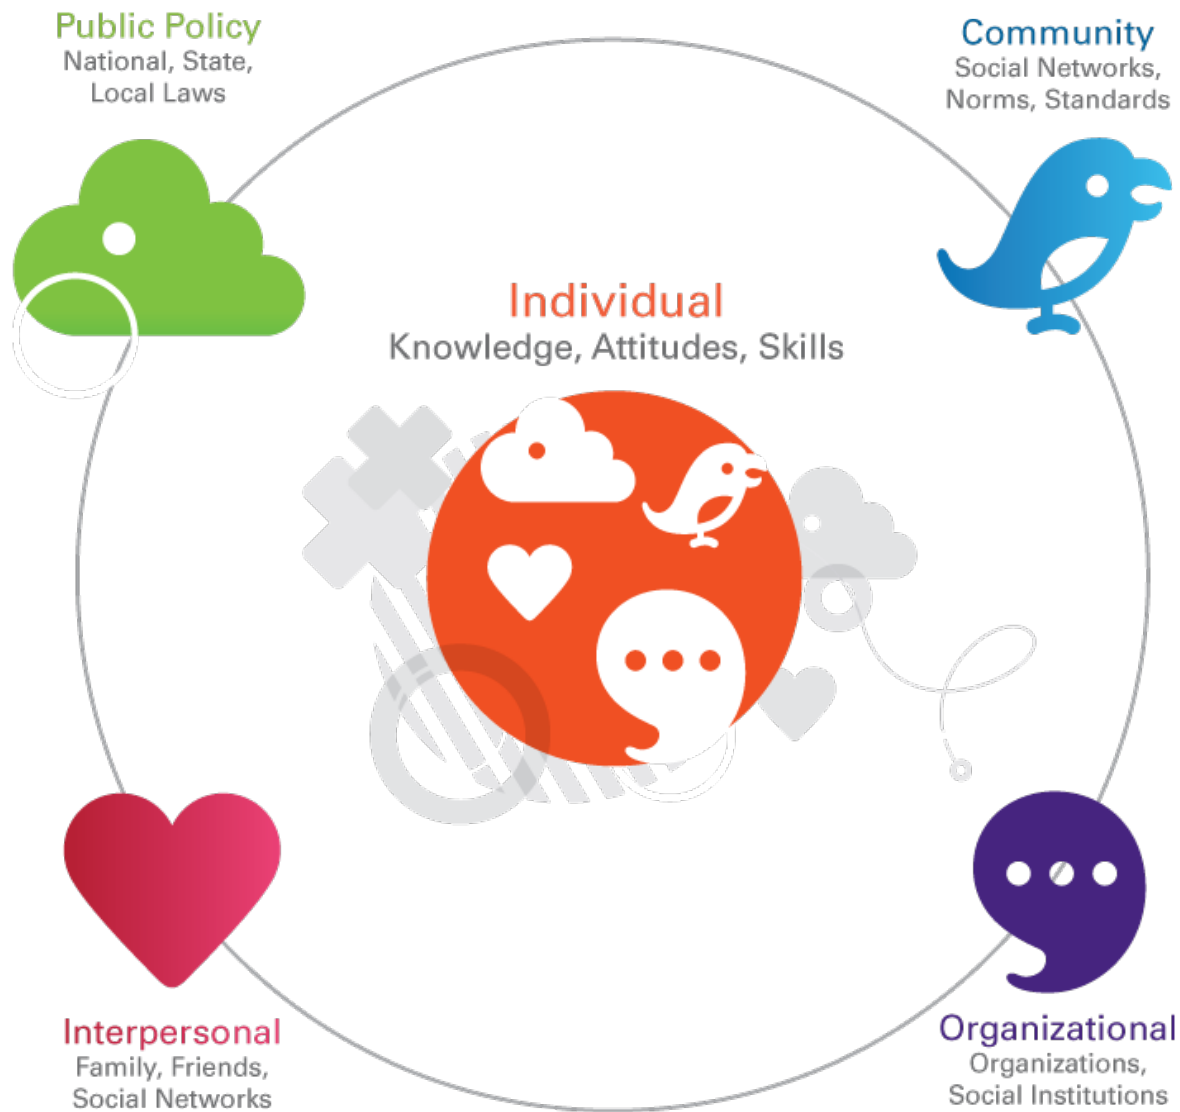 Public Policy
National, State,
Local Laws
Community
Social Networks,
Norms, Standards
Individual
Knowledge, Attitudes, Skills
Interpersonal
Family, Friends,
Social Networks
Organizational
Organizations,
Social Institutions